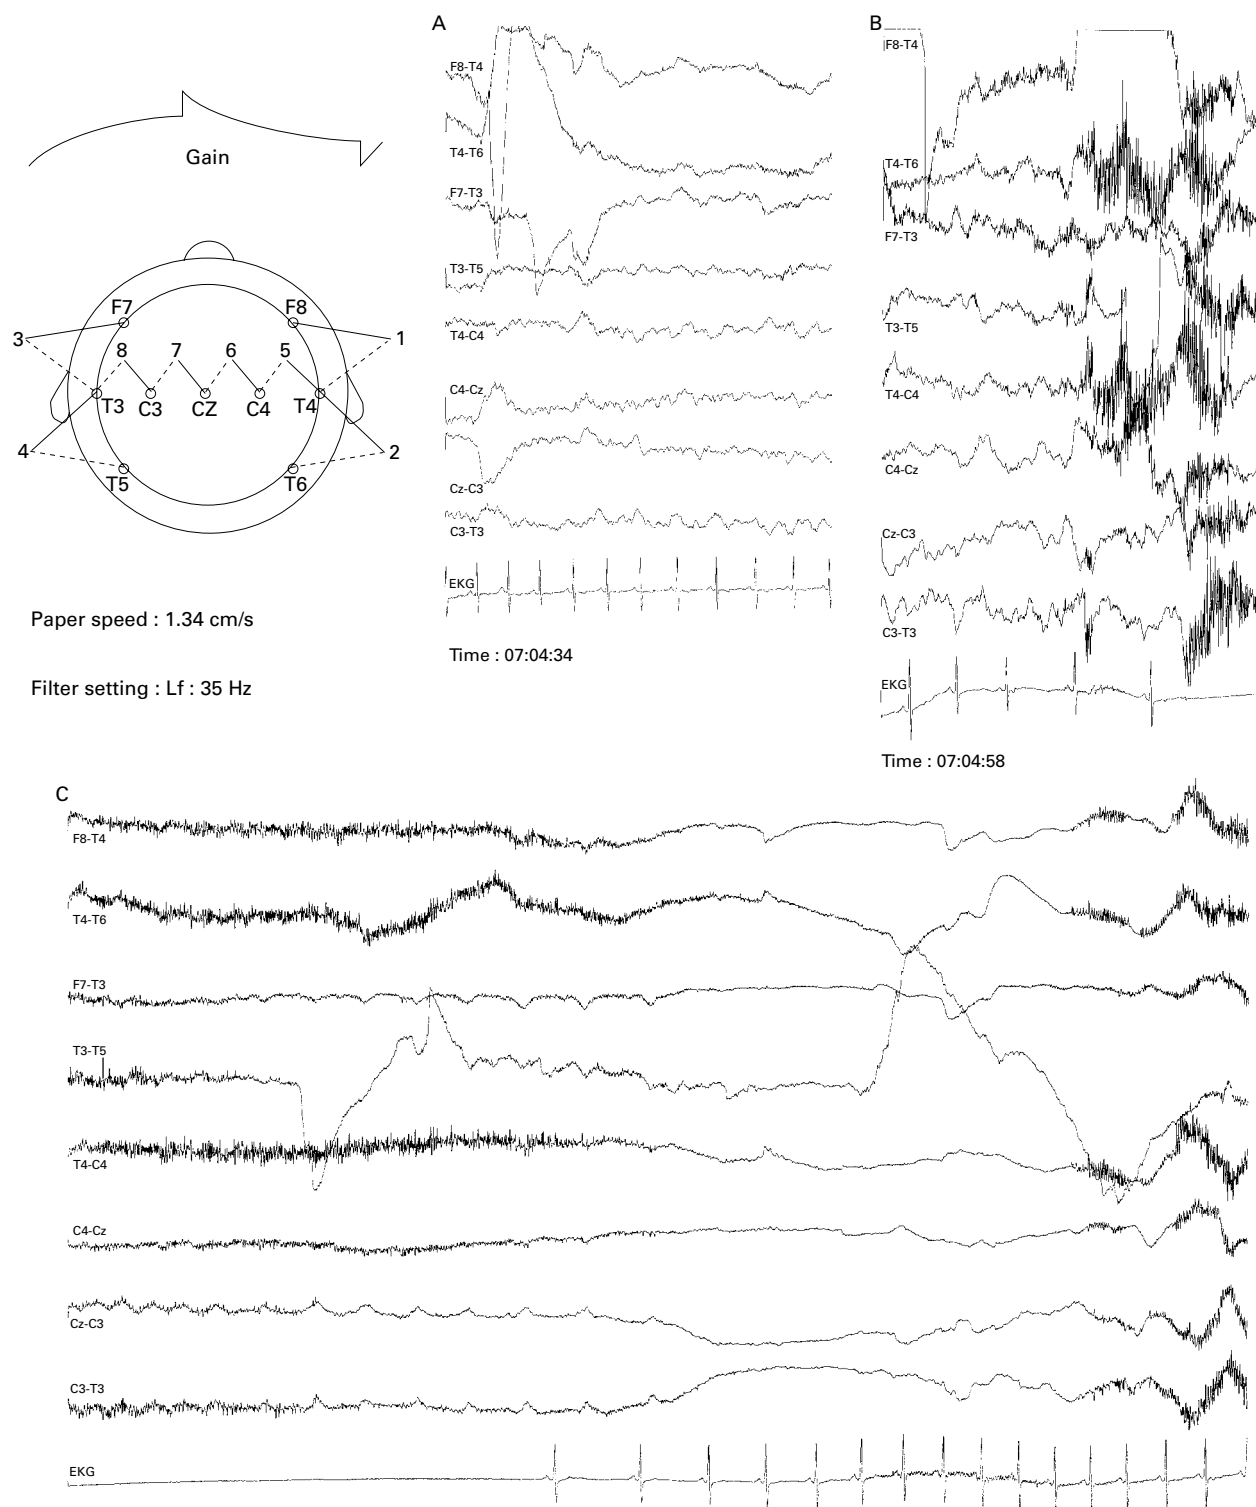 Gain
F7
F8
3
1
8
7
6
5
T3
C3
CZ
C4
T4
4
2
T5
T6
Paper speed : 1.34 cm/s
Filter setting : Lf : 35 Hz
A
F8-T4
T4-T6
F7-T3
T3-T5
T4-C4
C4-Cz
Cz-C3
C3-T3
EKG
Time : 07:04:34
B
F8-T4
T4-T6
F7-T3
T3-T5
T4-C4
C4-Cz
Cz-C3
C3-T3
EKG
Time : 07:04:58
C
F8-T4
T4-T6
F7-T3
T3-T5
T4-C4
C4-Cz
Cz-C3
C3-T3
EKG